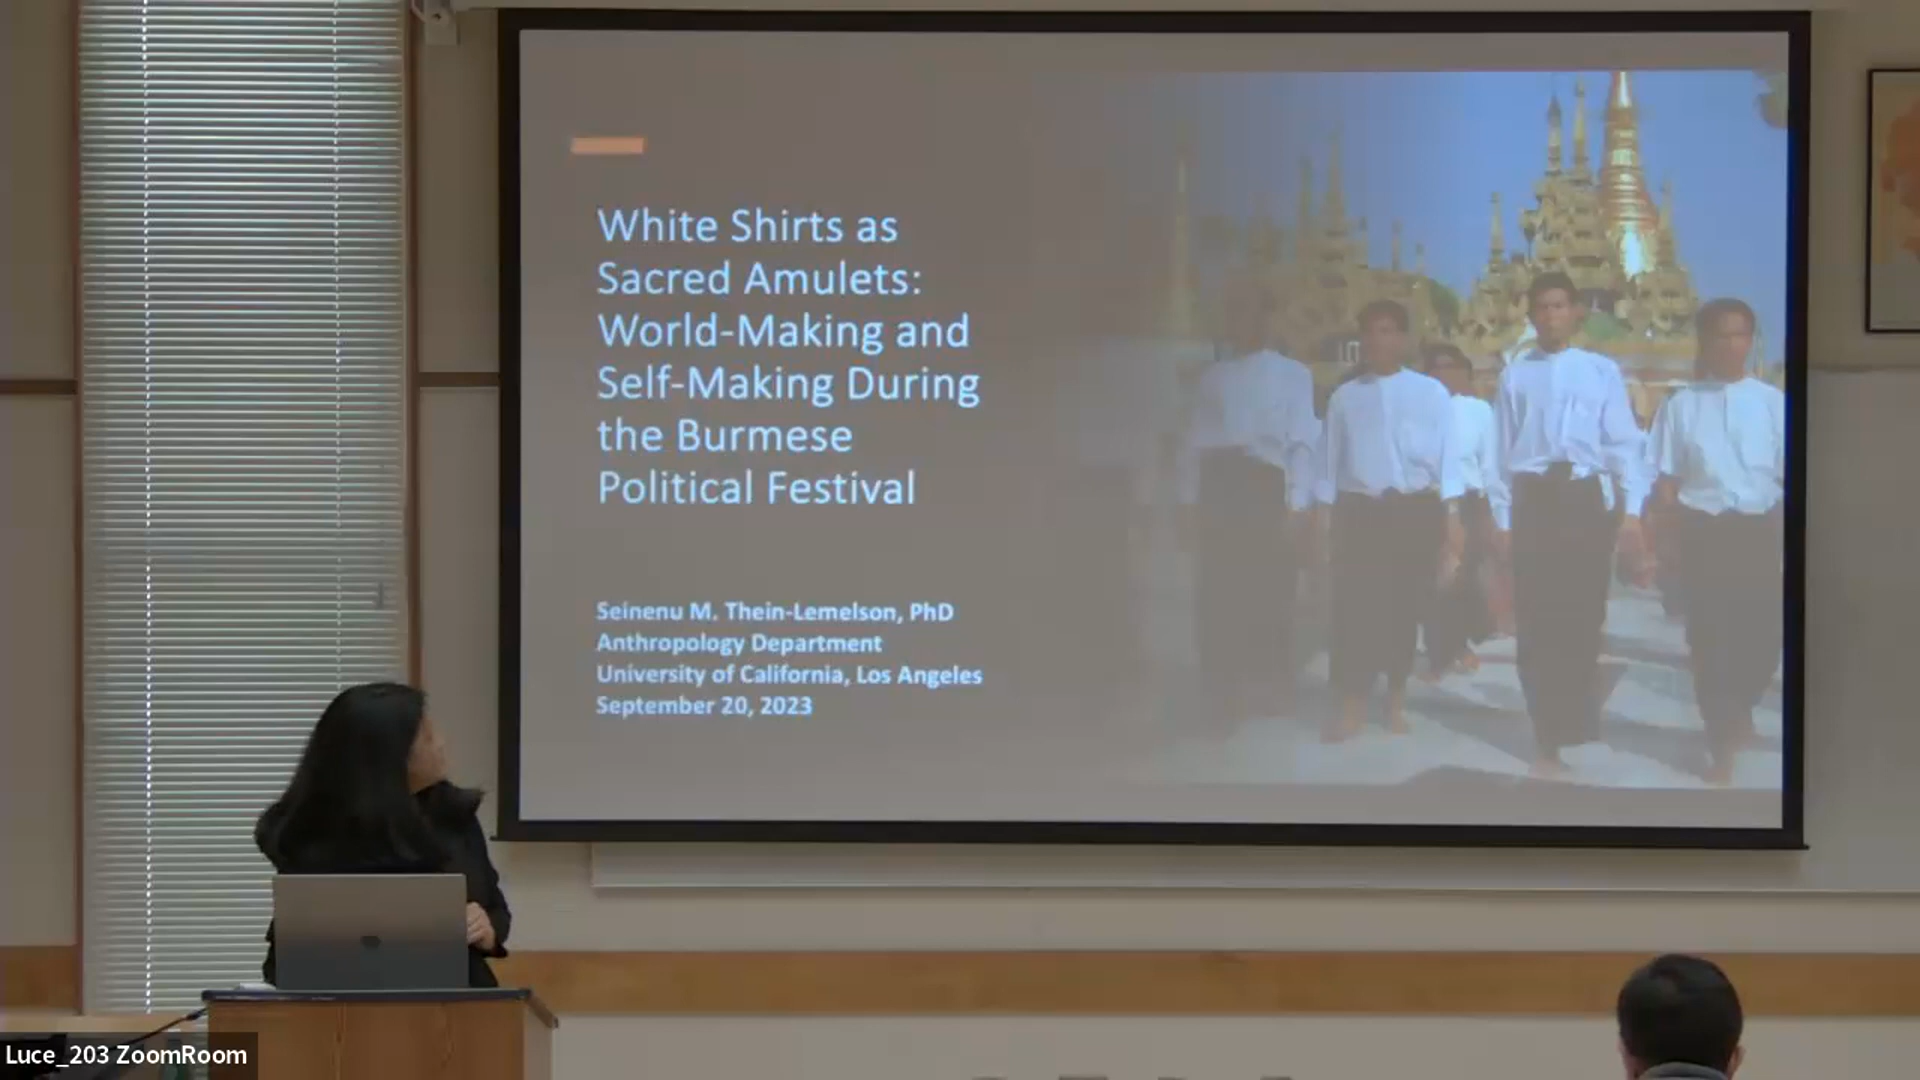 White Shirts as
Sacred Amulets:
World-Making and
Self-Making During
the Burmese
Political Festival
Seinenu M. Thein-Lemelson, PhD
Anthropology Department
University of California, Los Angeles
September 20, 2023
Luce_203 ZoomRoom